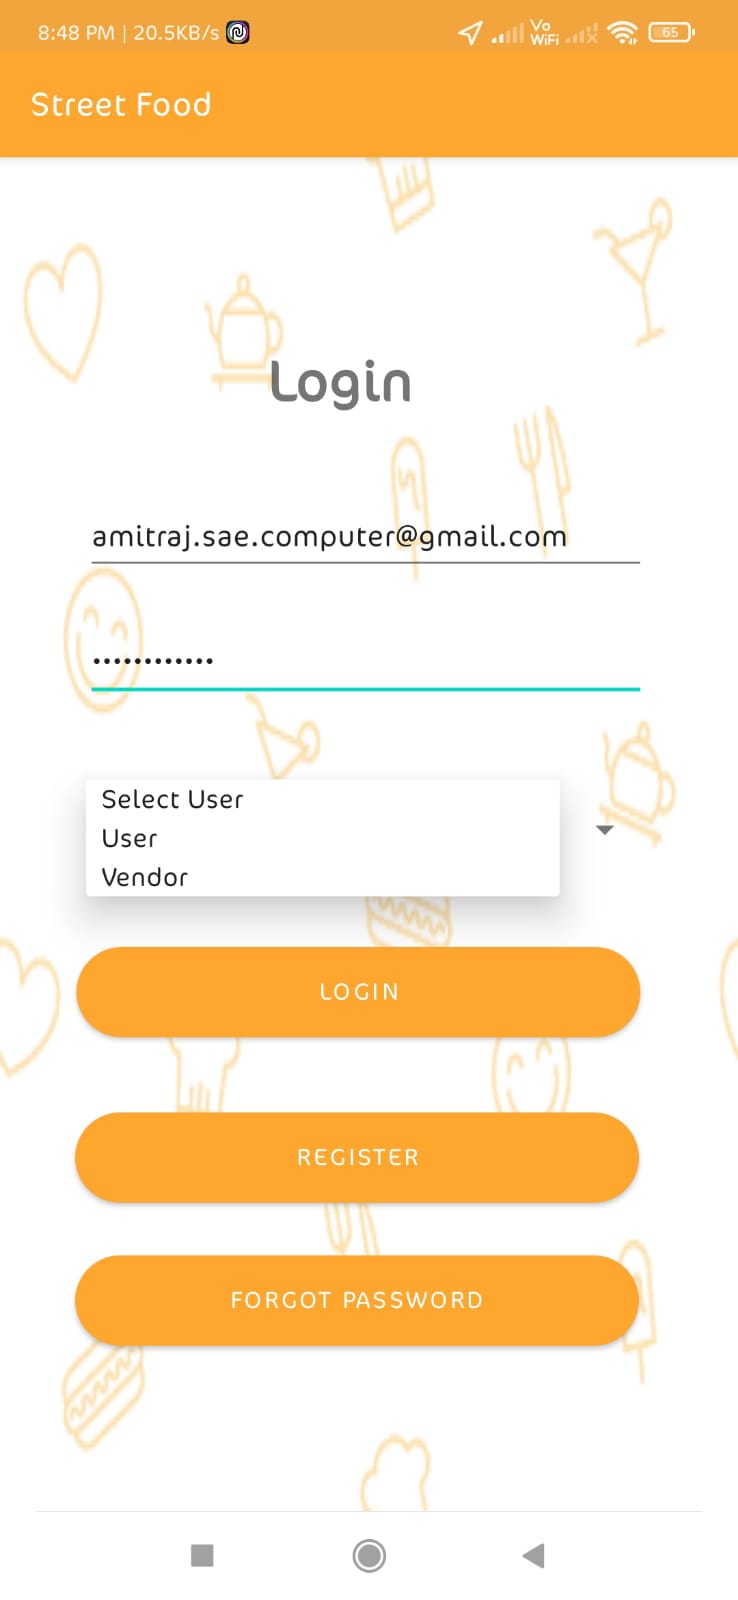 8:48 PM | 20.5KB/s
Vo
WiFi
65
Street Food
Login
amitraj.sae.computer@gmail.com
••••••••••••
Select User
User
Vendor
LOGIN
REGISTER
FORGOT PASSWORD